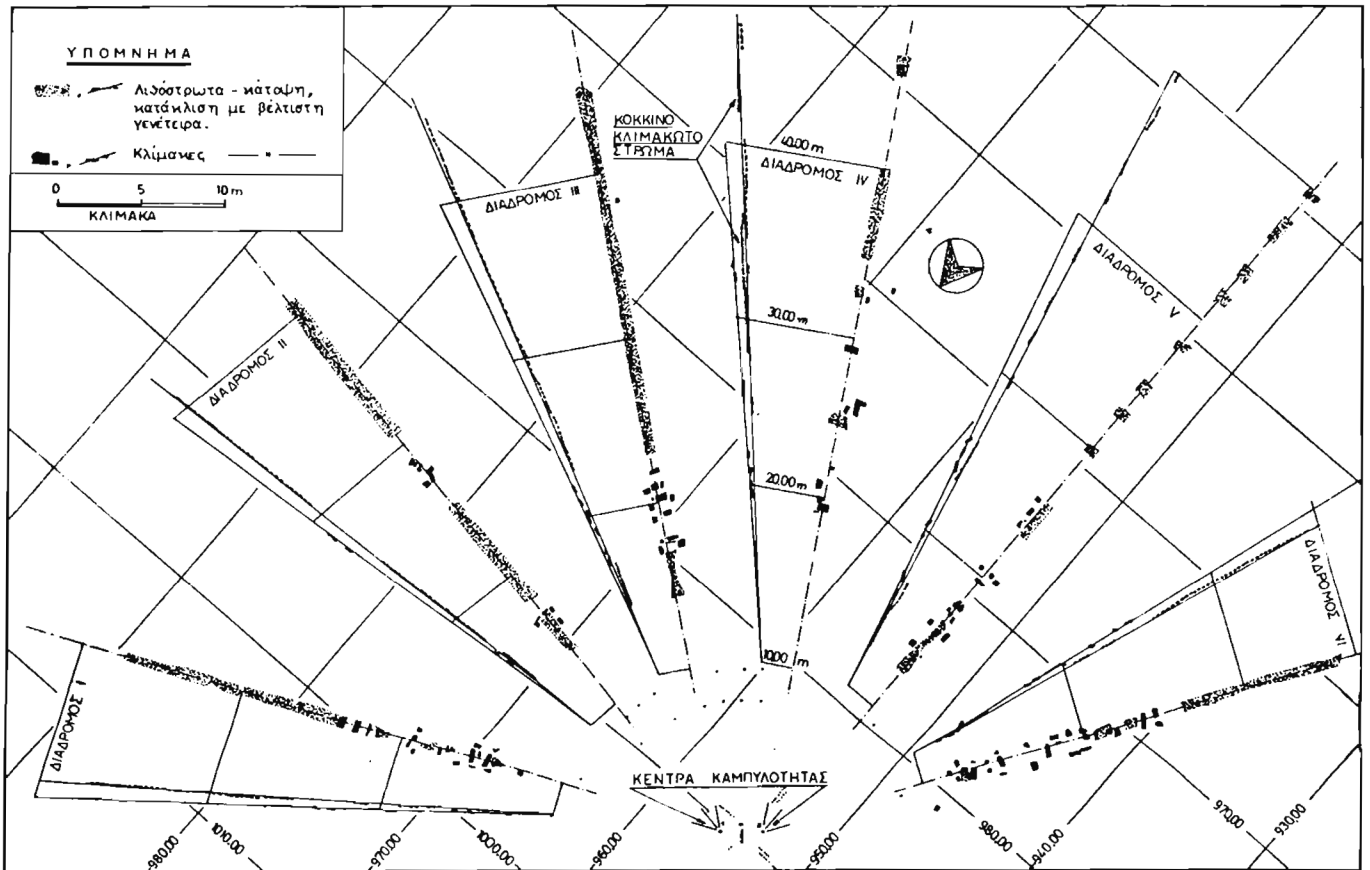 ΥΠΟΜΝΗΜΑ
Λιθόστρωτα - κάτοψη,
κατάκλιση με βέλτιστη
γενέτειρα.
Κλίμακες
0 5 10 m
ΚΛΙΜΑΚΑ
ΚΟΚΚΙΝΟ
ΚΛΙΜΑΚΩΤΟ
ΣΤΡΩΜΑ
40.00 m
ΔΙΑΔΡΟΜΟΣ IV
ΔΙΑΔΡΟΜΟΣ III
ΔΙΑΔΡΟΜΟΣ V
ΔΙΑΔΡΟΜΟΣ II
30.00 m
20.00 m
ΔΙΑΔΡΟΜΟΣ VI
10.00 m
ΔΙΑΔΡΟΜΟΣ I
ΚΕΝΤΡΑ ΚΑΜΠΥΛΟΤΗΤΑΣ
980.00
1010.00
970.00
1000.00
960.00
950.00
980.00
940.00
970.00
930.00